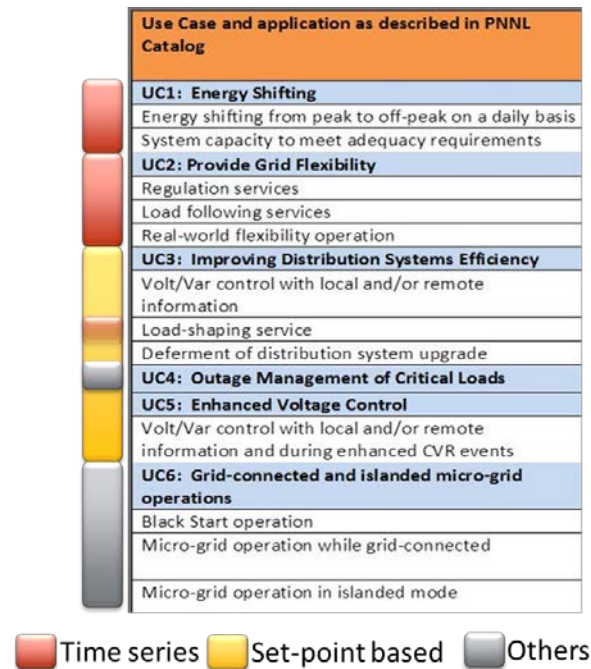 Use Case and application as described in PNNL
Catalog
UC1: Energy Shifting
Energy shifting from peak to off-peak on a daily basis
System capacity to meet adequacy requirements
UC2: Provide Grid Flexibility
Regulation services
Load following services
Real-world flexibility operation
UC3: Improving Distribution Systems Efficiency
Volt/Var control with local and/or remote
information
Load-shaping service
Deferment of distribution system upgrade
UC4: Outage Management of Critical Loads
UC5: Enhanced Voltage Control
Volt/Var control with local and/or remote
information and during enhanced CVR events
UC6: Grid-connected and islanded micro-grid
operations
Black Start operation
Micro-grid operation while grid-connected
Micro-grid operation in islanded mode
Time series Set-point based Others